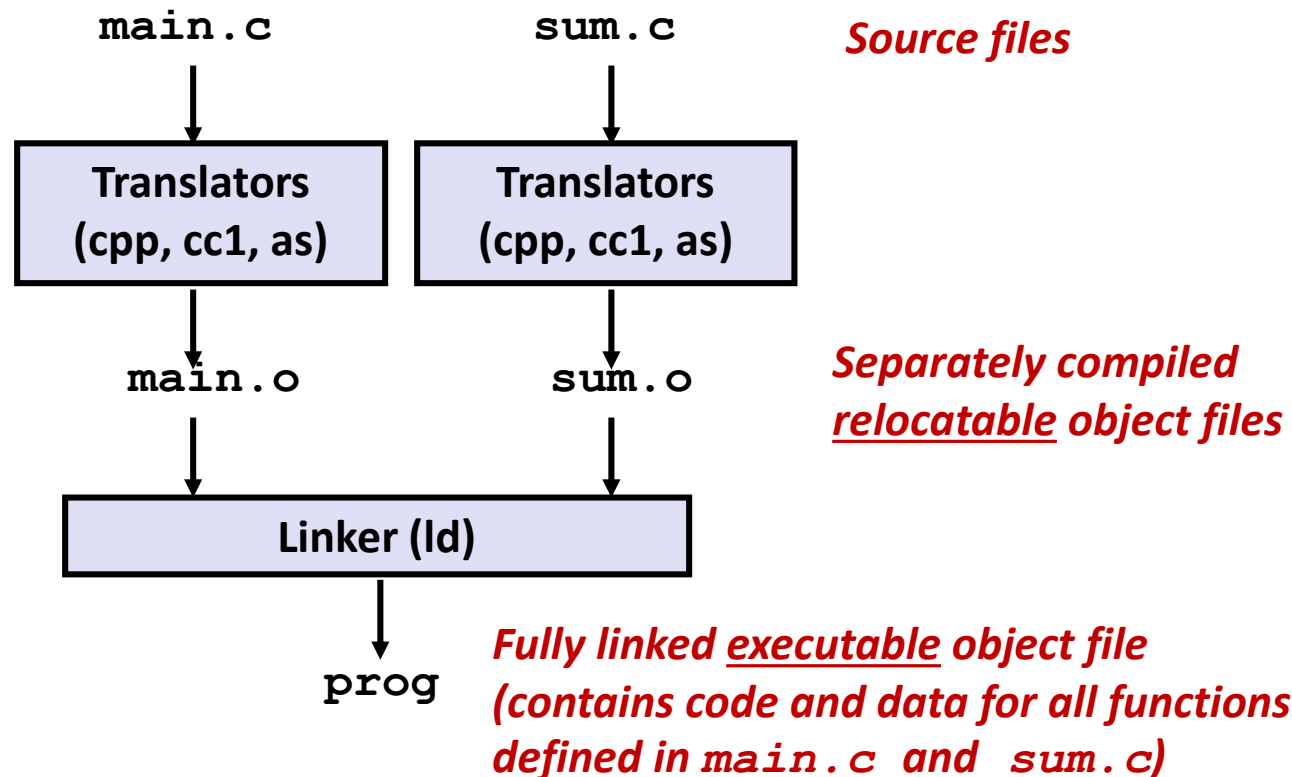 main.c
sum.c
Source files
Translators
(cpp, cc1, as)
Translators
(cpp, cc1, as)
main.o
sum.o
Separately compiled
relocatable object files
Linker (ld)
prog
Fully linked executable object file
(contains code and data for all functions
defined in main.c and sum.c)